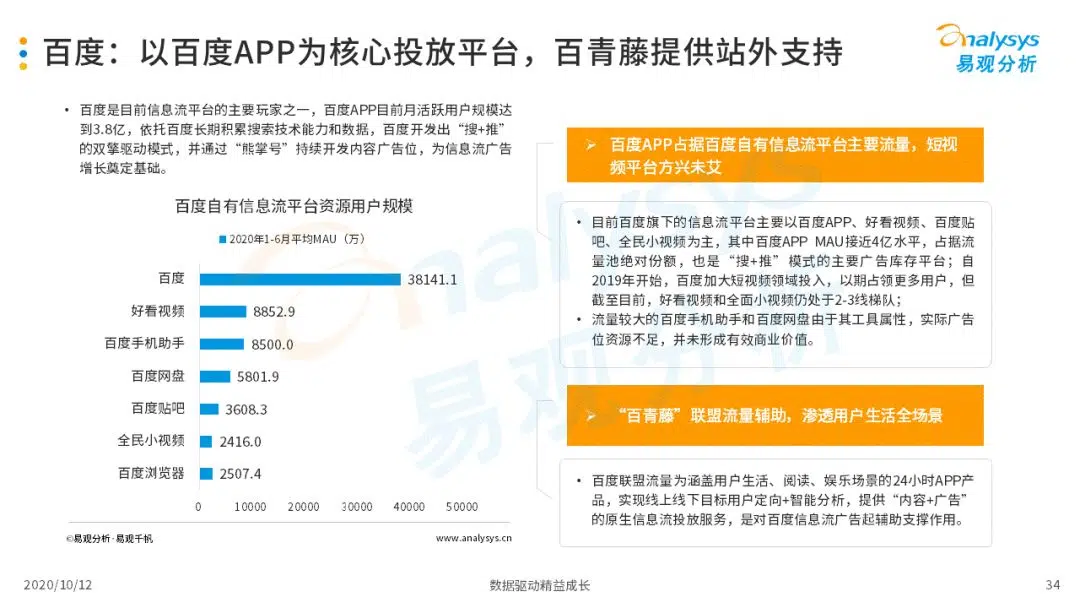 百度：以百度APP为核心投放平台，百青藤提供站外支持
analysys
易观分析
• 百度是目前信息流平台的主要玩家之一，百度APP目前月活跃用户规模达
到3.8亿，依托百度长期积累搜索技术能力和数据，百度开发出“搜+推”
的双擎驱动模式，并通过“熊掌号”持续开发内容广告位，为信息流广告
增长奠定基础。
百度自有信息流平台资源用户规模
2020年1-6月平均MAU（万）
百度 38141.1
好看视频 8852.9
百度手机助手 8500.0
百度网盘 5801.9
百度贴吧 3608.3
全民小视频 2416.0
百度浏览器 2507.4
0 10000 20000 30000 40000 50000
©易观分析·易观千帆 www.analysys.cn
➢ 百度APP占据百度自有信息流平台主要流量，短视
频平台方兴未艾
• 目前百度旗下的信息流平台主要以百度APP、好看视频、百度贴
吧、全民小视频为主，其中百度APP MAU接近4亿水平，占据流
量池绝对份额，也是“搜+推”模式的主要广告库存平台；自
2019年开始，百度加大短视频领域投入，以期占领更多用户，但
截至目前，好看视频和全面小视频仍处于2-3线梯队；
• 流量较大的百度手机助手和百度网盘由于其工具属性，实际广告
位资源不足，并未形成有效商业价值。
➢ “百青藤”联盟流量辅助，渗透用户生活全场景
• 百度联盟流量为涵盖用户生活、阅读、娱乐场景的24小时APP产
品，实现线上线下目标用户定向+智能分析，提供“内容+广告”
的原生信息流投放服务，是对百度信息流广告起辅助支撑作用。
analysys
易观分析
2020/10/12 数据驱动精益成长 34